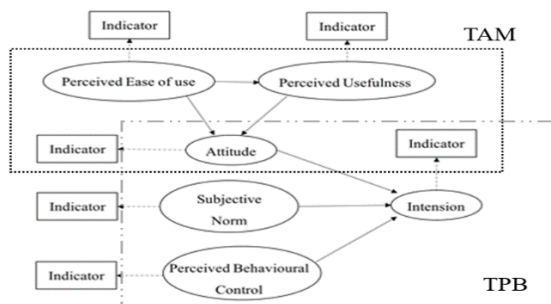 Indicator
Indicator
TAM
Perceived Ease of use
Perceived Usefulness
Indicator
Attitude
Indicator
Indicator
Subjective
Norm
Intension
Indicator
Perceived Behavioural
Control
TPB